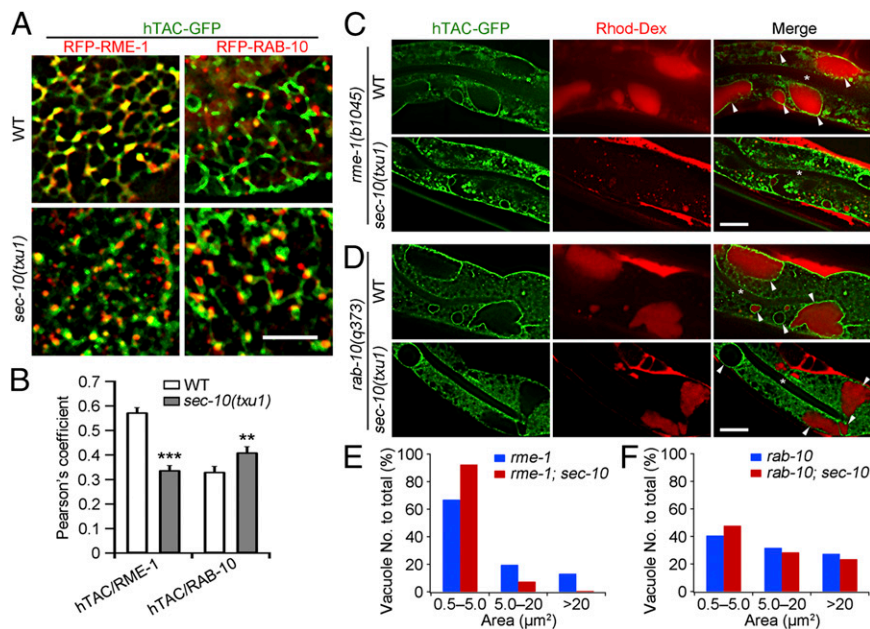 A
hTAC-GFP
RFP-RME-1 RFP-RAB-10
WT
sec-10(txu1)
B
Pearson's coefficient
0.7
0.6
0.5
0.4
0.3
0.2
0.1
0
WT
sec-10(txu1)
***
**
hTAC/RME-1
hTAC/RAB-10
C
hTAC-GFP Rhod-Dex Merge
rme-1(b1045)
WT
*
sec-10(txu1)
*
D
rab-10(q373)
WT
*
sec-10(txu1)
*
E
Vacuole No. to total (%)
100
80
60
40
20
0
rme-1
rme-1; sec-10
0.5–5.0 5.0–20 >20
Area (µm²)
F
Vacuole No. to total (%)
100
80
60
40
20
0
rab-10
rab-10; sec-10
0.5–5.0 5.0–20 >20
Area (µm²)